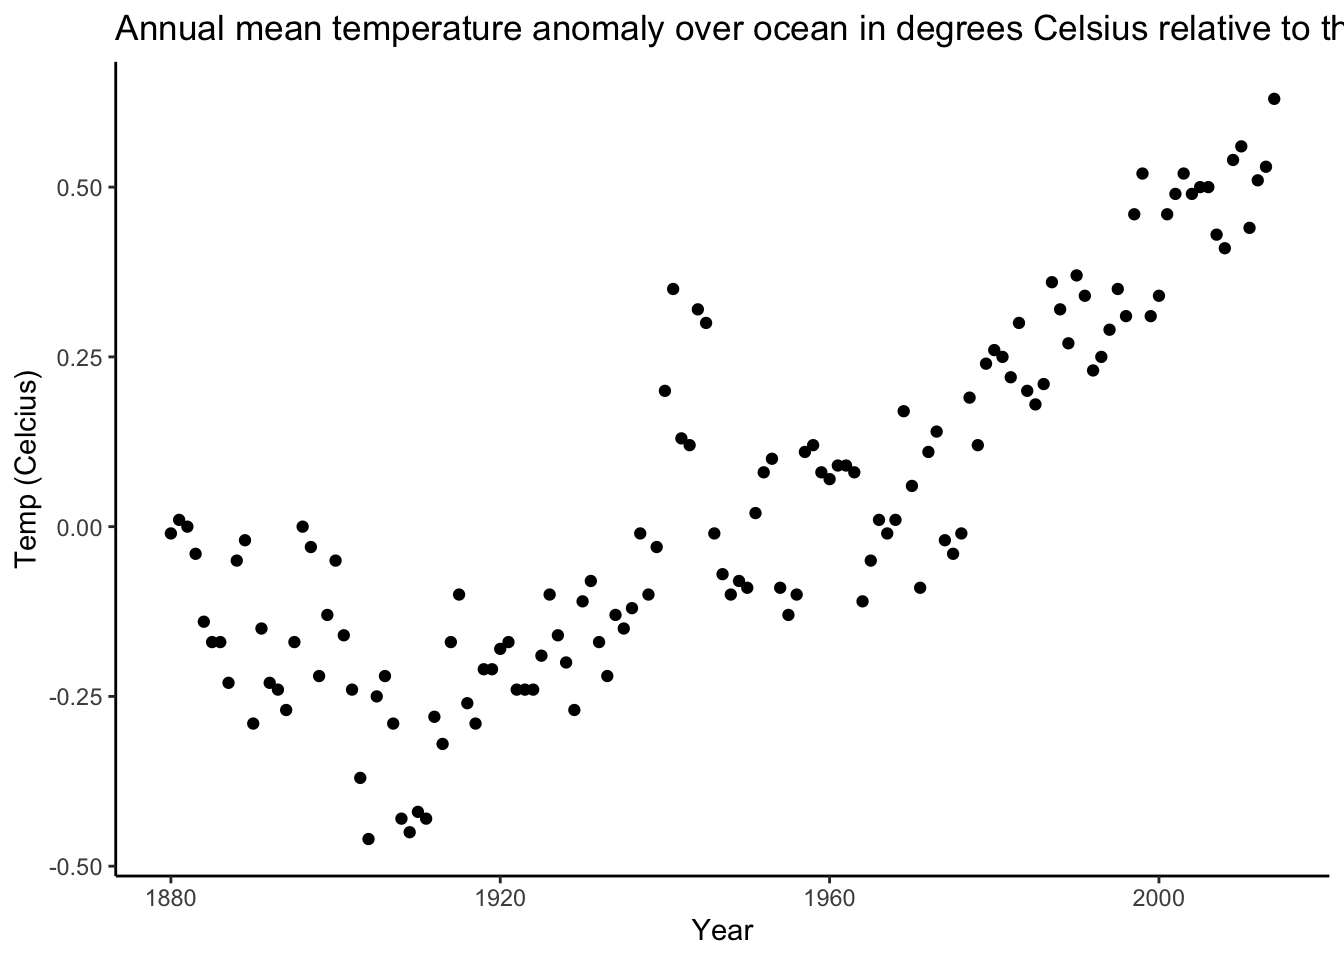 Annual mean temperature anomaly over ocean in degrees Celsius relative to th
0.50
0.25
0.00
-0.25
-0.50
Temp (Celcius)
1880 1920 1960 2000
Year